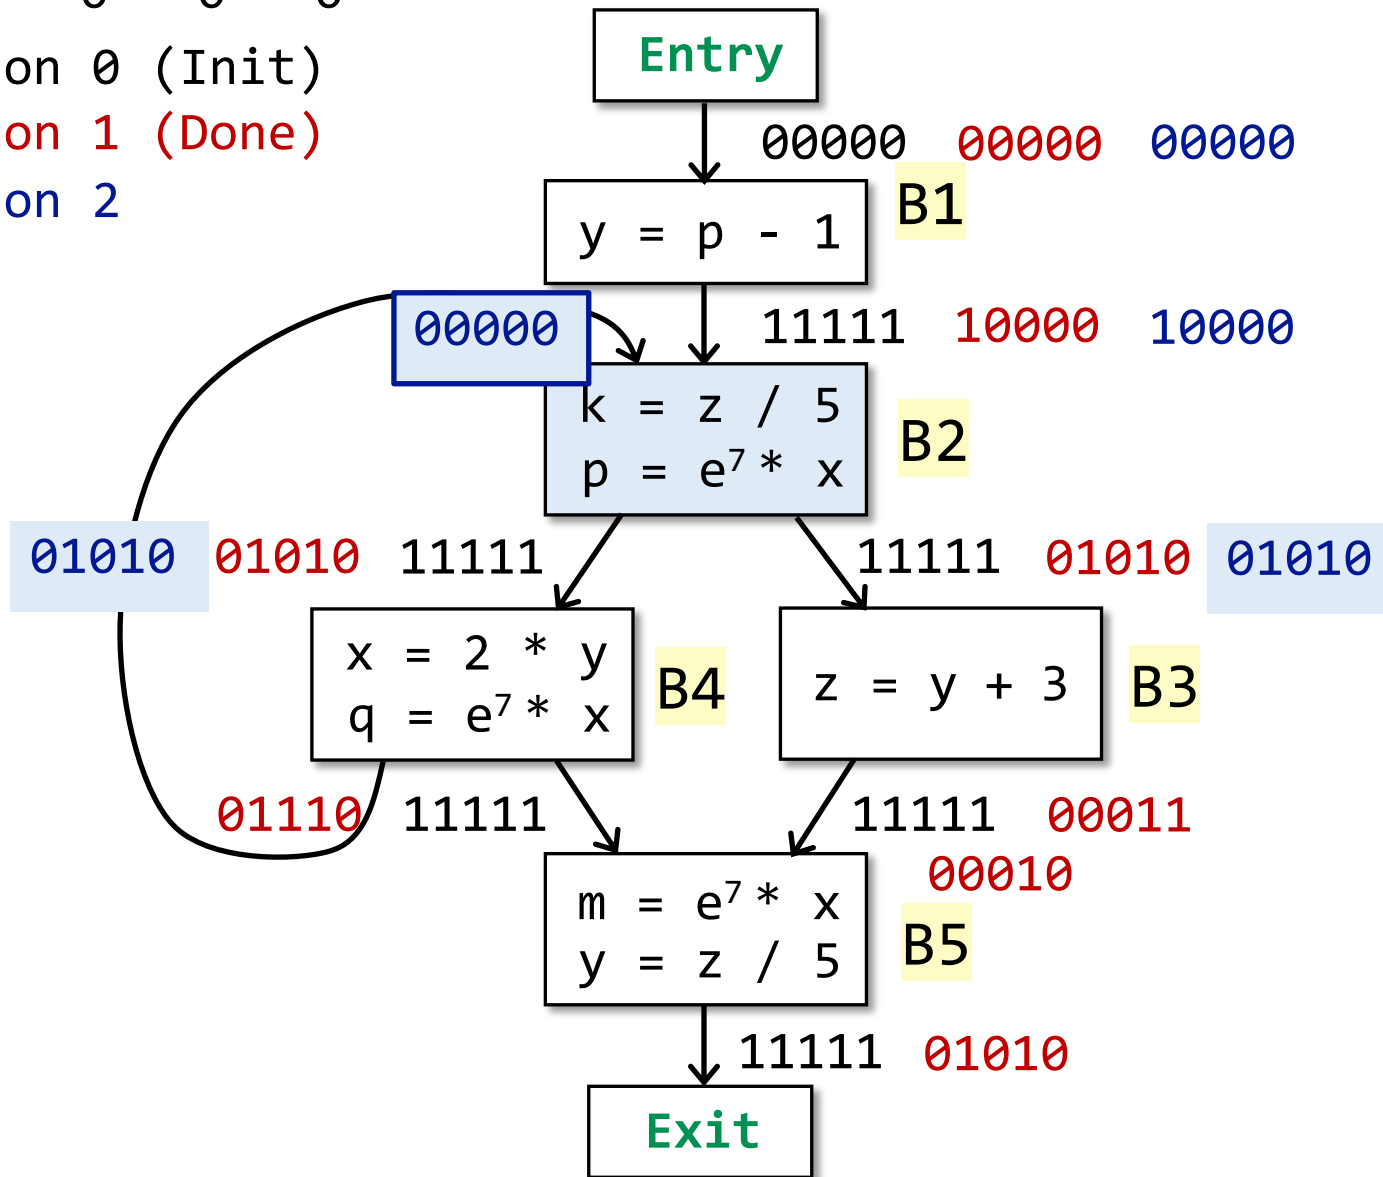 on 0 (Init)
on 1 (Done)
on 2
Entry
00000 00000 00000
B1
y = p - 1
00000
11111 10000 10000
k = z / 5
p = e⁷ * x
B2
01010 01010 11111
11111 01010 01010
x = 2 * y
q = e⁷ * x
B4
z = y + 3
B3
01110 11111
11111 00011
00010
m = e⁷ * x
y = z / 5
B5
11111 01010
Exit